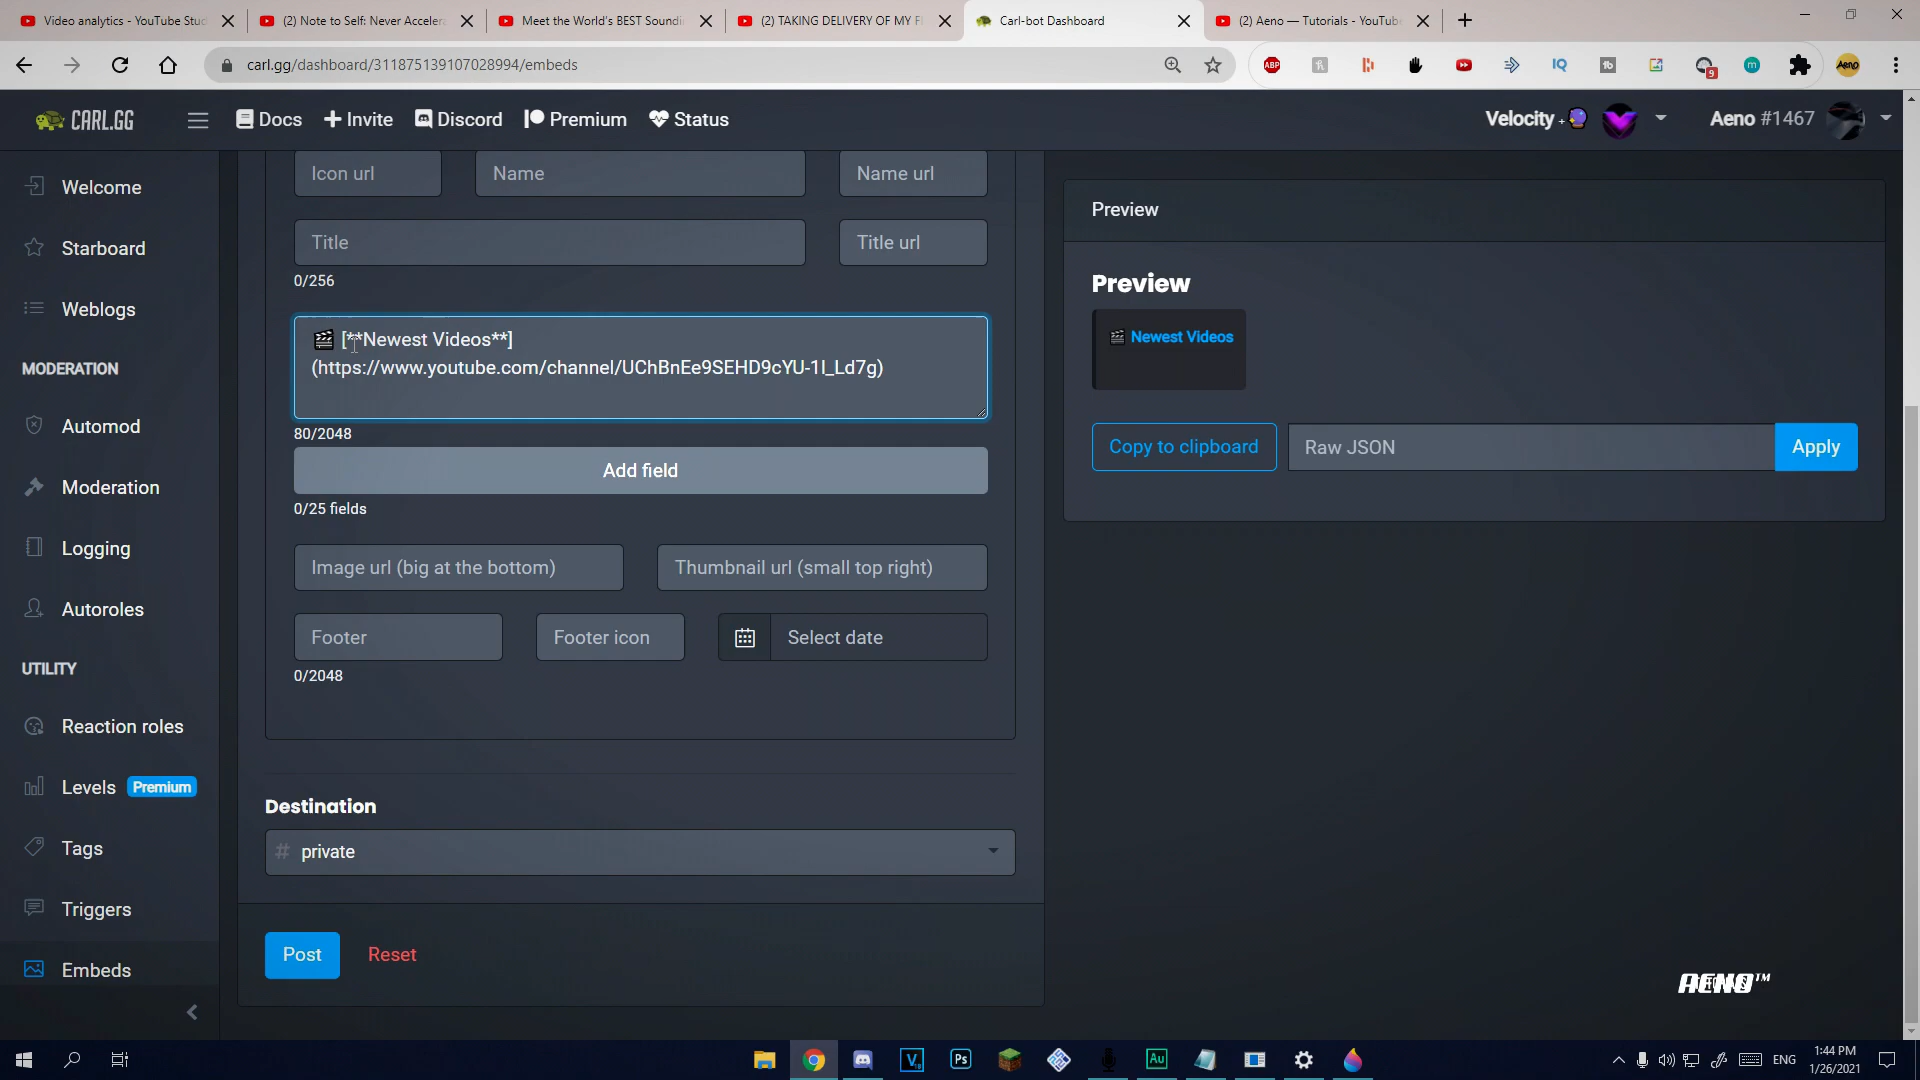 Video analytics - YouTube Stu
(2) Note to Self: Never Acceler
Meet the World's BEST Soundi
(2) TAKING DELIVERY OF MY F
Carl-bot Dashboard
(2) Aeno — Tutorials - YouTube
carl.gg/dashboard/311875139107028994/embeds
CARL.GG
Docs
Invite
Discord
Premium
Status
Velocity
Aeno #1467
Welcome
Starboard
Weblogs
MODERATION
Automod
Moderation
Logging
Autoroles
UTILITY
Reaction roles
Levels Premium
Tags
Triggers
Embeds
Icon url
Name
Name url
Title
Title url
0/256
🎬 [**Newest Videos**]
(https://www.youtube.com/channel/UChBnEe9SEHD9cYU-1I_Ld7g)
80/2048
Add field
0/25 fields
Image url (big at the bottom)
Thumbnail url (small top right)
Footer
Footer icon
Select date
0/2048
Destination
# private
Post
Reset
Preview
Preview
🎬 Newest Videos
Copy to clipboard
Raw JSON
Apply
AENO™
ENG
1:44 PM
1/26/2021